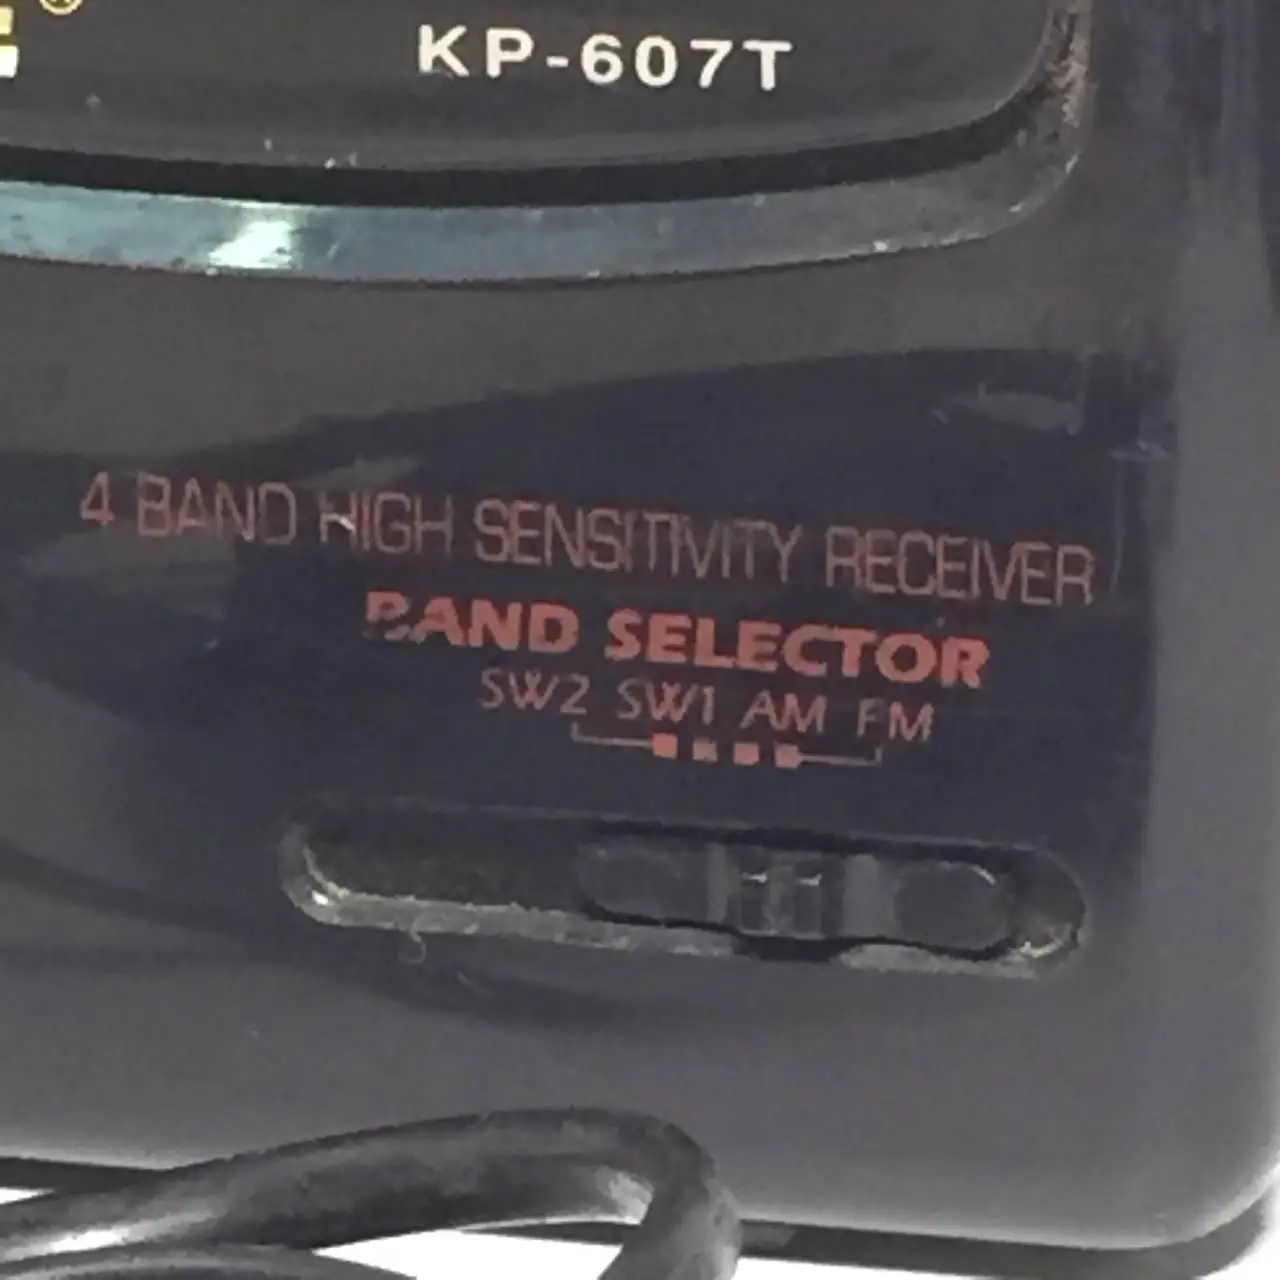 ®
KP-607T
4 BAND HIGH SENSITIVITY RECEIVER
BAND SELECTOR
SW2 SW1 AM FM